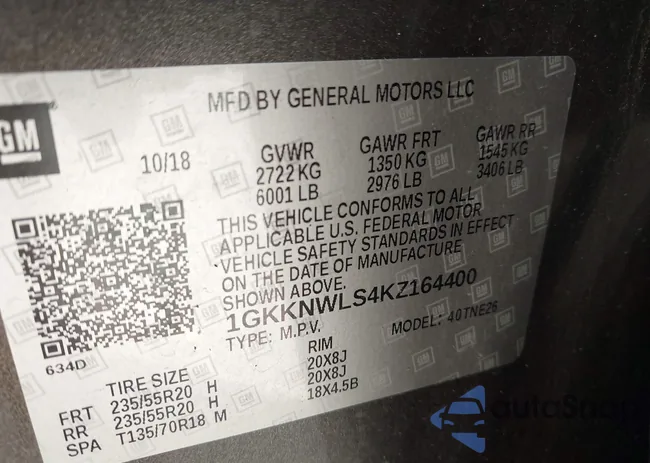 MFD BY GENERAL MOTORS LLC
GM
10/18
GVWR GAWR FRT GAWR RR
2722 KG 1350 KG 1545 KG
6001 LB 2976 LB 3406 LB
THIS VEHICLE CONFORMS TO ALL
APPLICABLE U.S. FEDERAL MOTOR
VEHICLE SAFETY STANDARDS IN EFFECT
ON THE DATE OF MANUFACTURE
SHOWN ABOVE.
1GKKNWLS4KZ164400
TYPE: M.P.V. MODEL: 4OTNE26
634D
TIRE SIZE RIM
FRT 235/55R20 H 20X8J
RR 235/55R20 H 20X8J
SPA T135/70R18 M 18X4.5B